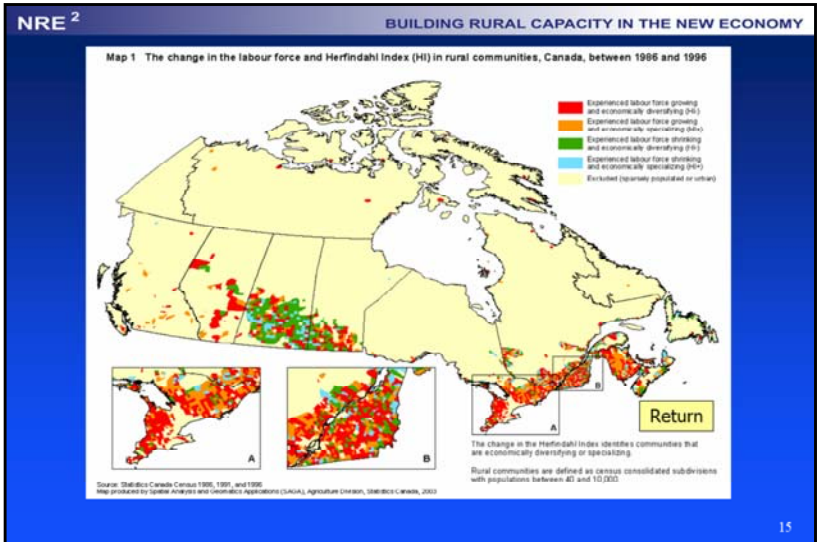 NRE 2
BUILDING RURAL CAPACITY IN THE NEW ECONOMY
Map 1 The change in the labour force and Herfindahl Index (HI) in rural communities, Canada, between 1986 and 1996
Experienced labour force growing
and economically diversifying (HI-)
Experienced labour force growing
and economically specializing (HI+)
Experienced labour force shrinking
and economically diversifying (HI-)
Experienced labour force shrinking
and economically specializing (HI+)
Excluded (sparsely populated or urban)
A
B
A
B
Return
The change in the Herfindahl Index identifies communities that
are economically diversifying or specializing.
Rural communities are defined as census consolidated subdivisions
with populations between 40 and 10,000.
Source: Statistics Canada Census 1986, 1991, and 1996
Map produced by Spatial Analysis and Geomatics Applications (SAGA), Agriculture Division, Statistics Canada, 2003
15